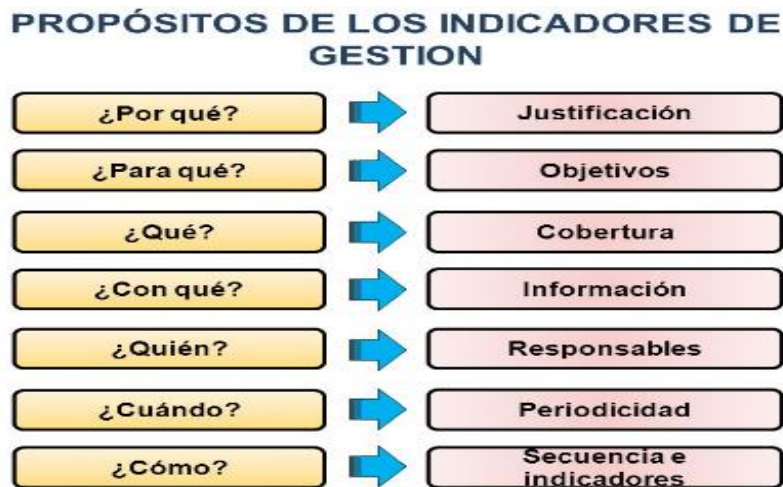 PROPÓSITOS DE LOS INDICADORES DE
GESTION
¿Por qué?
Justificación
¿Para qué?
Objetivos
¿Qué?
Cobertura
¿Con qué?
Información
¿Quién?
Responsables
¿Cuándo?
Periodicidad
¿Cómo?
Secuencia e
indicadores